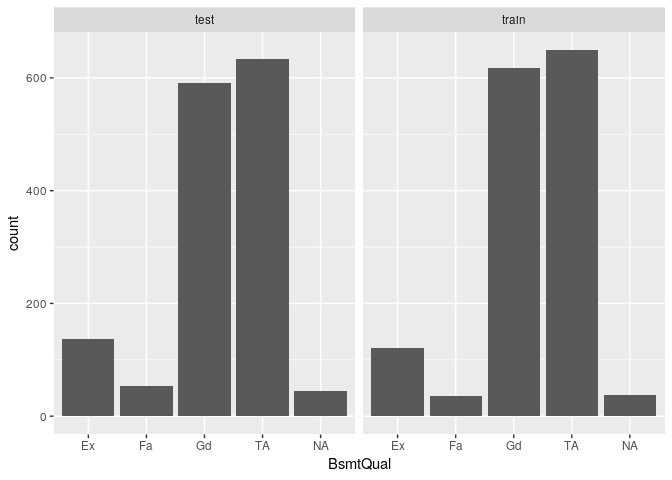 test train
600
400
200
0
count
Ex Fa Gd TA NA Ex Fa Gd TA NA
BsmtQual